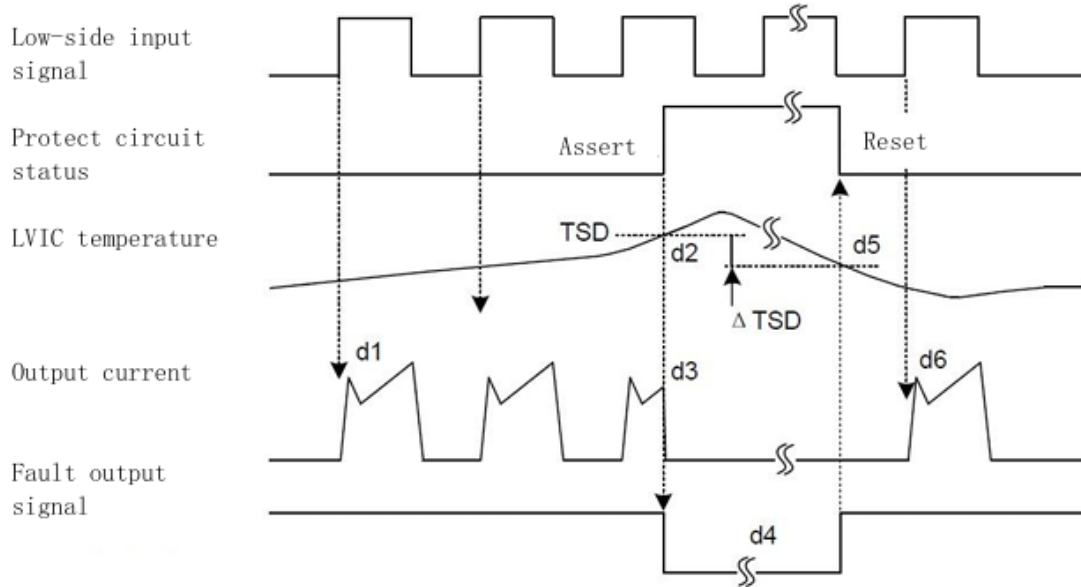 Low-side input
signal
Protect circuit
status
Assert
Reset
LVIC temperature
TSD
d2
d5
Δ TSD
Output current
d1
d3
d6
Fault output
signal
d4